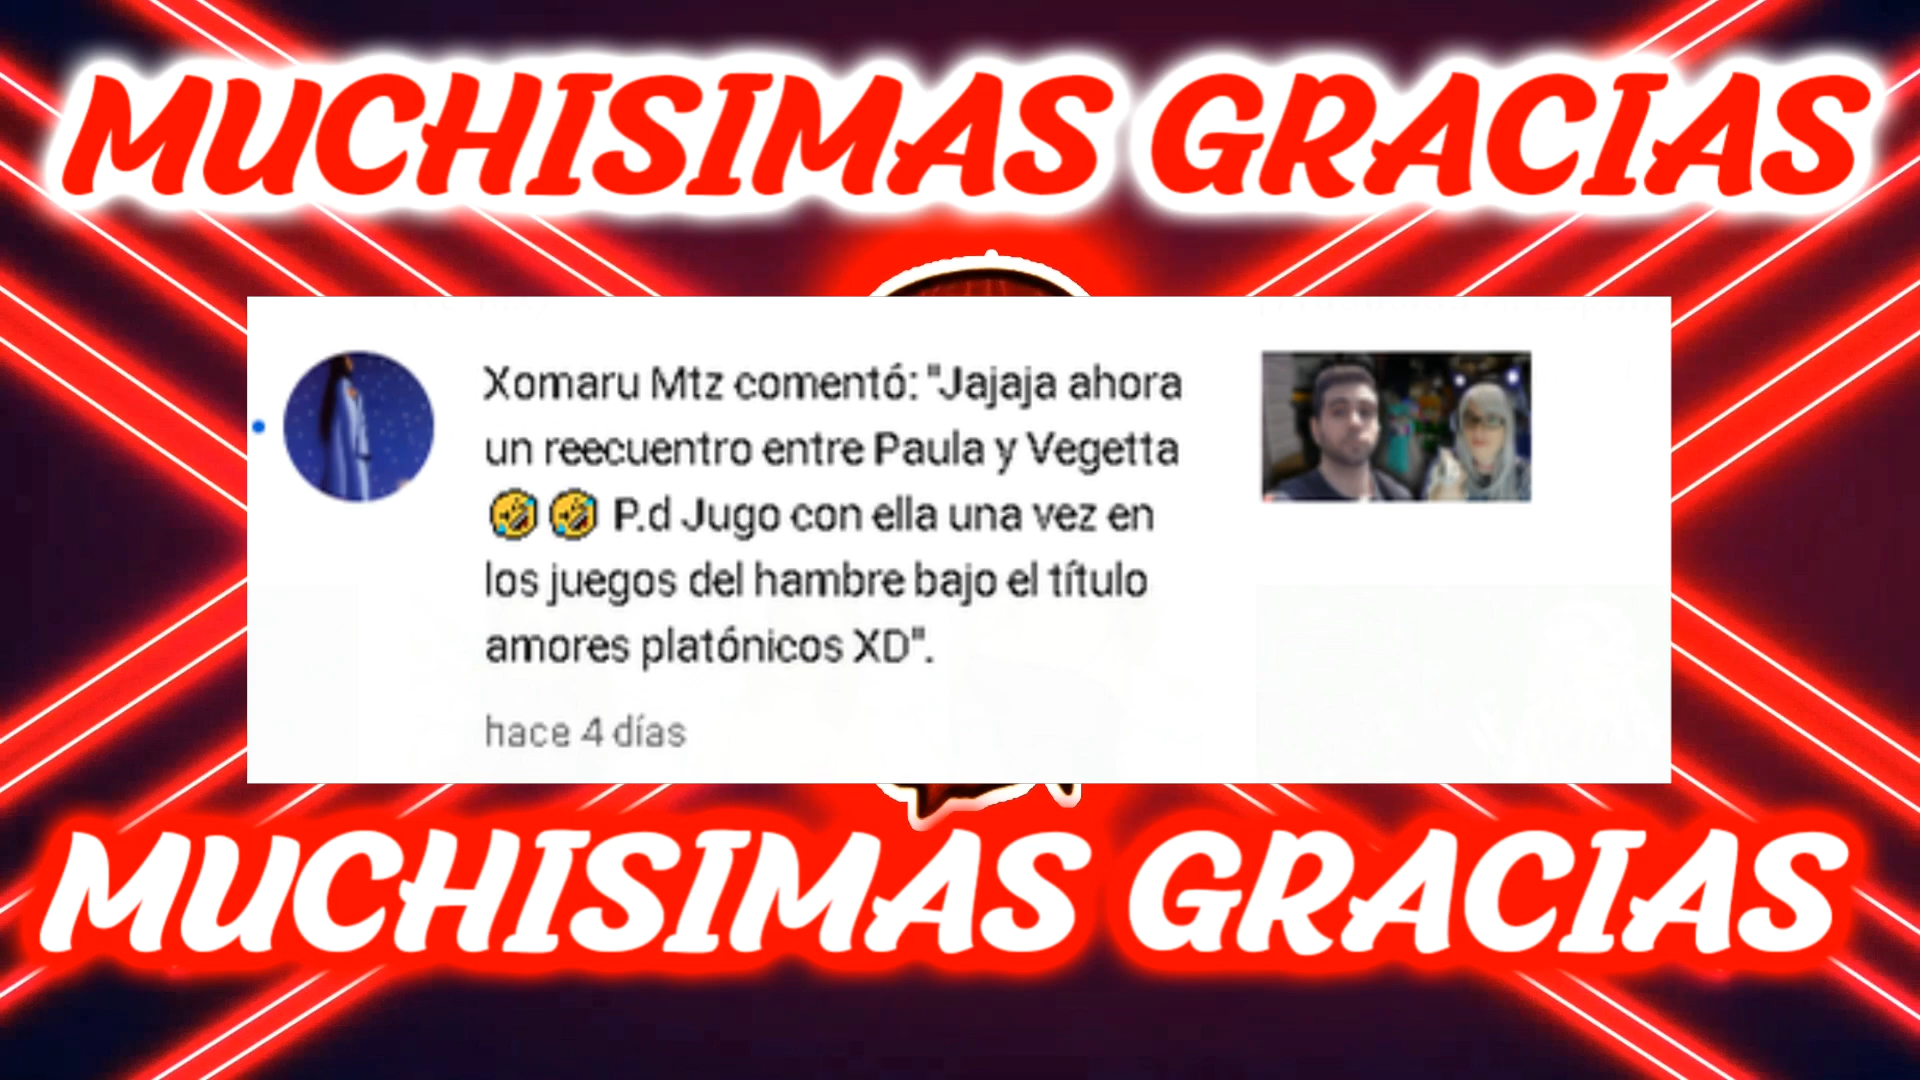 MUCHISIMAS GRACIAS
Xomaru Mtz comentó: "Jajaja ahora
un reecuentro entre Paula y Vegetta
🤣🤣 P.d Jugo con ella una vez en
los juegos del hambre bajo el título
amores platónicos XD".
hace 4 días
MUCHISIMAS GRACIAS